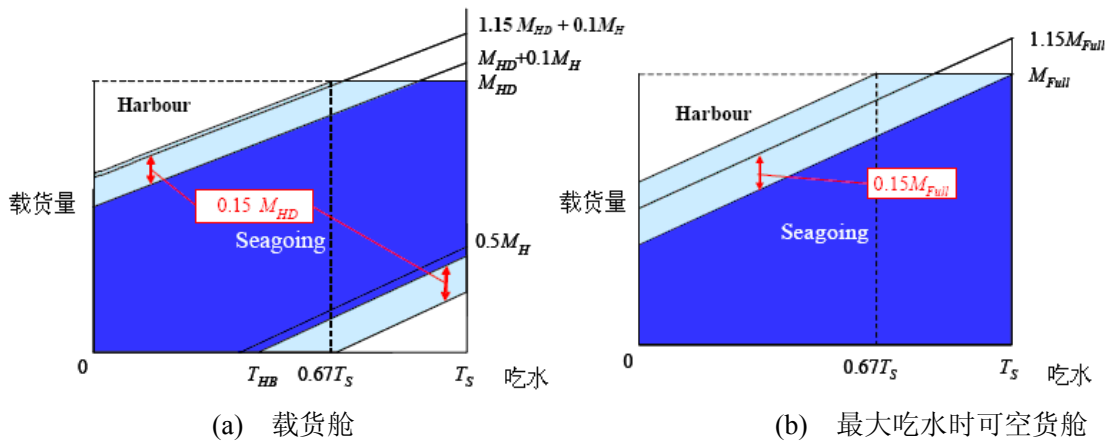 1.15 M_HD + 0.1M_H
M_HD+0.1M_H
M_HD
Harbour
载货量
0.15 M_HD
Seagoing
0.5M_H
0
T_HB
0.67T_S
T_S
吃水
(a) 载货舱
1.15M_Full
M_Full
Harbour
载货量
0.15M_Full
Seagoing
0
0.67T_S
T_S
吃水
(b) 最大吃水时可空货舱